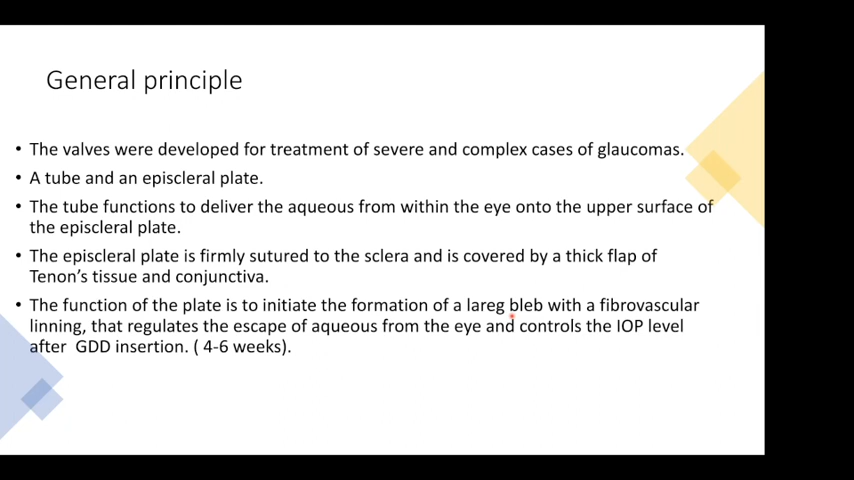 General principle
• The valves were developed for treatment of severe and complex cases of glaucomas.
• A tube and an episcleral plate.
• The tube functions to deliver the aqueous from within the eye onto the upper surface of
the episcleral plate.
• The episcleral plate is firmly sutured to the sclera and is covered by a thick flap of
Tenon's tissue and conjunctiva.
• The function of the plate is to initiate the formation of a lareg bleb with a fibrovascular
linning, that regulates the escape of aqueous from the eye and controls the IOP level
after  GDD insertion. ( 4-6 weeks).